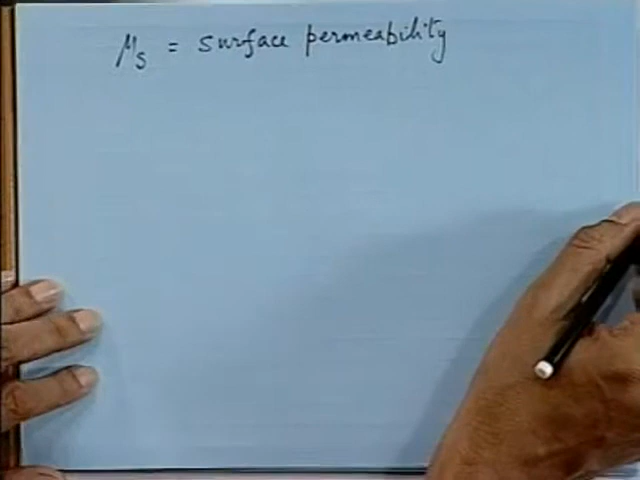 μs = surface permeability